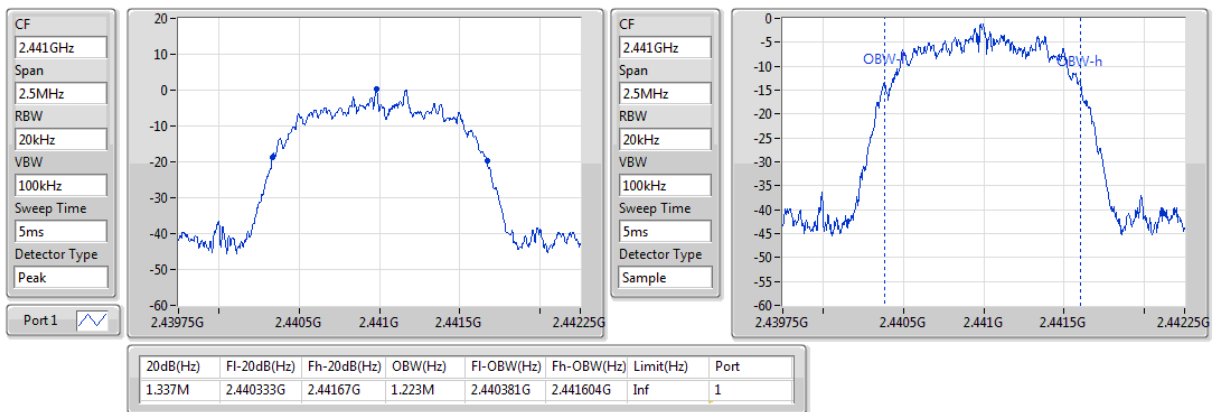 CF
2.441GHz
Span
2.5MHz
RBW
20kHz
VBW
100kHz
Sweep Time
5ms
Detector Type
Peak
Port 1
20
10
0
-10
-20
-30
-40
-50
-60
2.43975G 2.4405G 2.441G 2.4415G 2.44225G
CF
2.441GHz
Span
2.5MHz
RBW
20kHz
VBW
100kHz
Sweep Time
5ms
Detector Type
Sample
0
-5
-10
-15
-20
-25
-30
-35
-40
-45
-50
-55
-60
OBW-h
2.43975G 2.4405G 2.441G 2.4415G 2.44225G
20dB(Hz) Fl-20dB(Hz) Fh-20dB(Hz) OBW(Hz) Fl-OBW(Hz) Fh-OBW(Hz) Limit(Hz) Port
1.337M 2.440333G 2.44167G 1.223M 2.440381G 2.441604G Inf 1